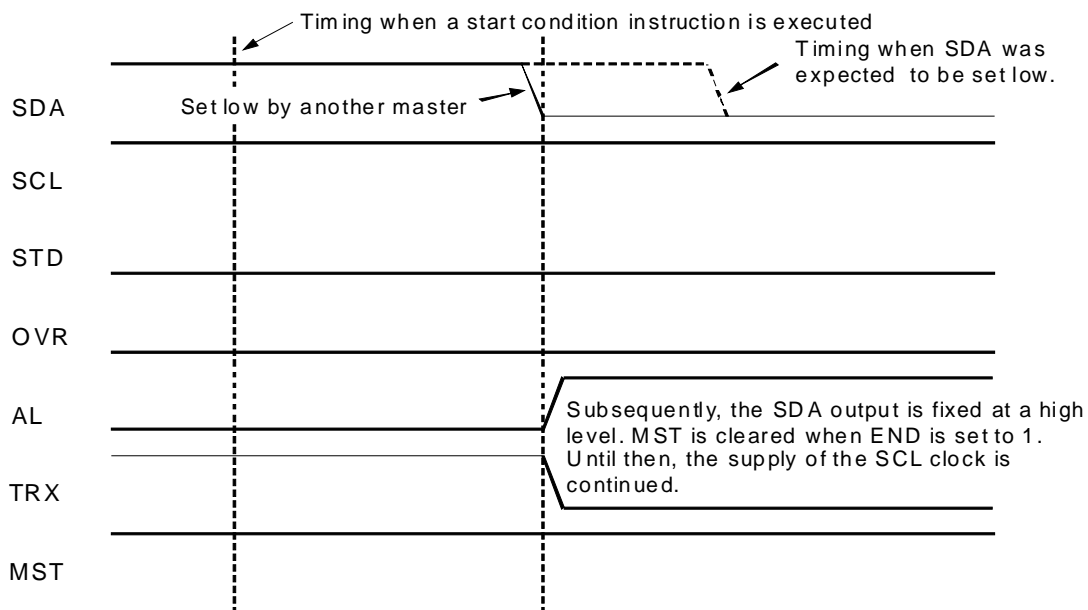 Timing when a start condition instruction is executed
Timing when SDA was
expected to be set low.
SDA
Set low by another master
SCL
STD
OVR
AL
Subsequently, the SDA output is fixed at a high
level. MST is cleared when END is set to 1.
Until then, the supply of the SCL clock is
continued.
TRX
MST